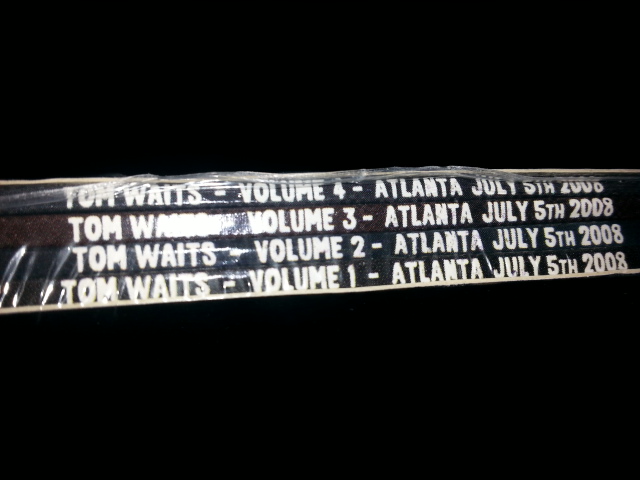 TOM WAITS - VOLUME 4 - ATLANTA JULY 5TH 2008
TOM WAITS - VOLUME 3 - ATLANTA JULY 5TH 2008
TOM WAITS - VOLUME 2 - ATLANTA JULY 5TH 2008
TOM WAITS - VOLUME 1 - ATLANTA JULY 5TH 2008